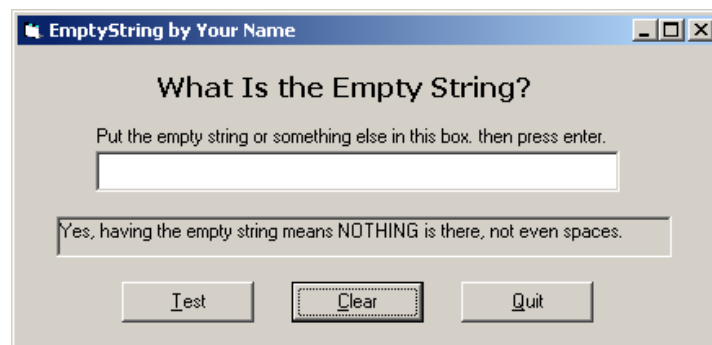 EmptyString by Your Name
What Is the Empty String?
Put the empty string or something else in this box. then press enter.
Yes, having the empty string means NOTHING is there, not even spaces.
Test Clear Quit